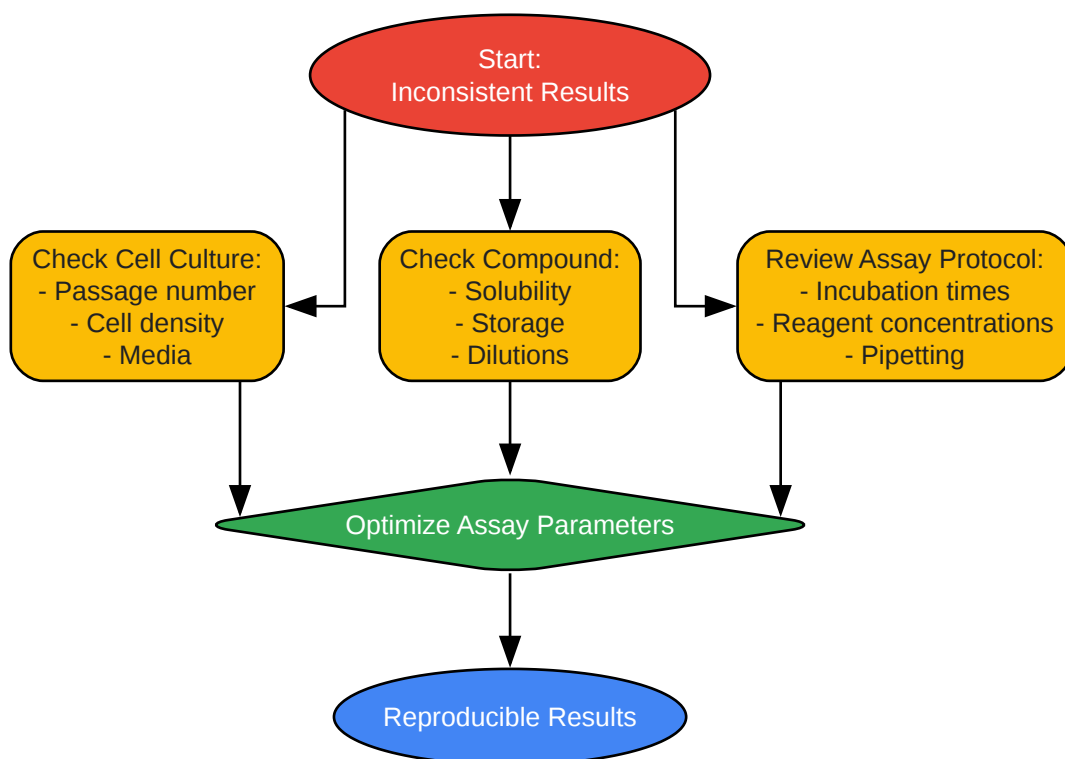 Start:
Inconsistent Results
Check Cell Culture:
- Passage number
- Cell density
- Media
Check Compound:
- Solubility
- Storage
- Dilutions
Review Assay Protocol:
- Incubation times
- Reagent concentrations
- Pipetting
Optimize Assay Parameters
Reproducible Results